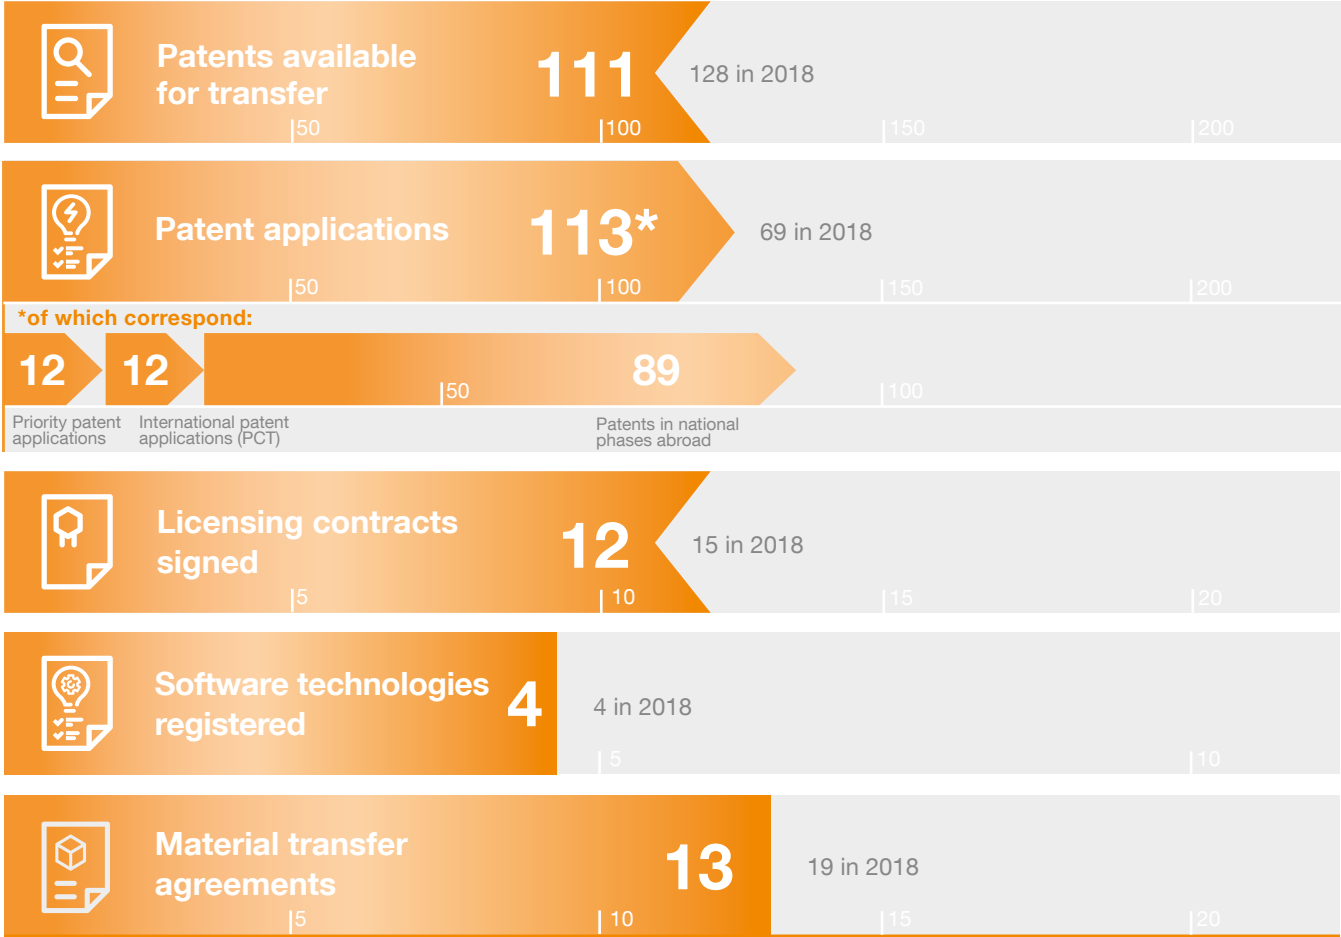 Patents available
for transfer
111
128 in 2018
50
100
150
200
Patent applications
113*
69 in 2018
50
100
150
200
*of which correspond:
12
12
89
50
100
Priority patent
applications
International patent
applications (PCT)
Patents in national
phases abroad
Licensing contracts
signed
12
15 in 2018
5
10
15
20
Software technologies
registered
4
4 in 2018
5
10
Material transfer
agreements
13
19 in 2018
5
10
15
20